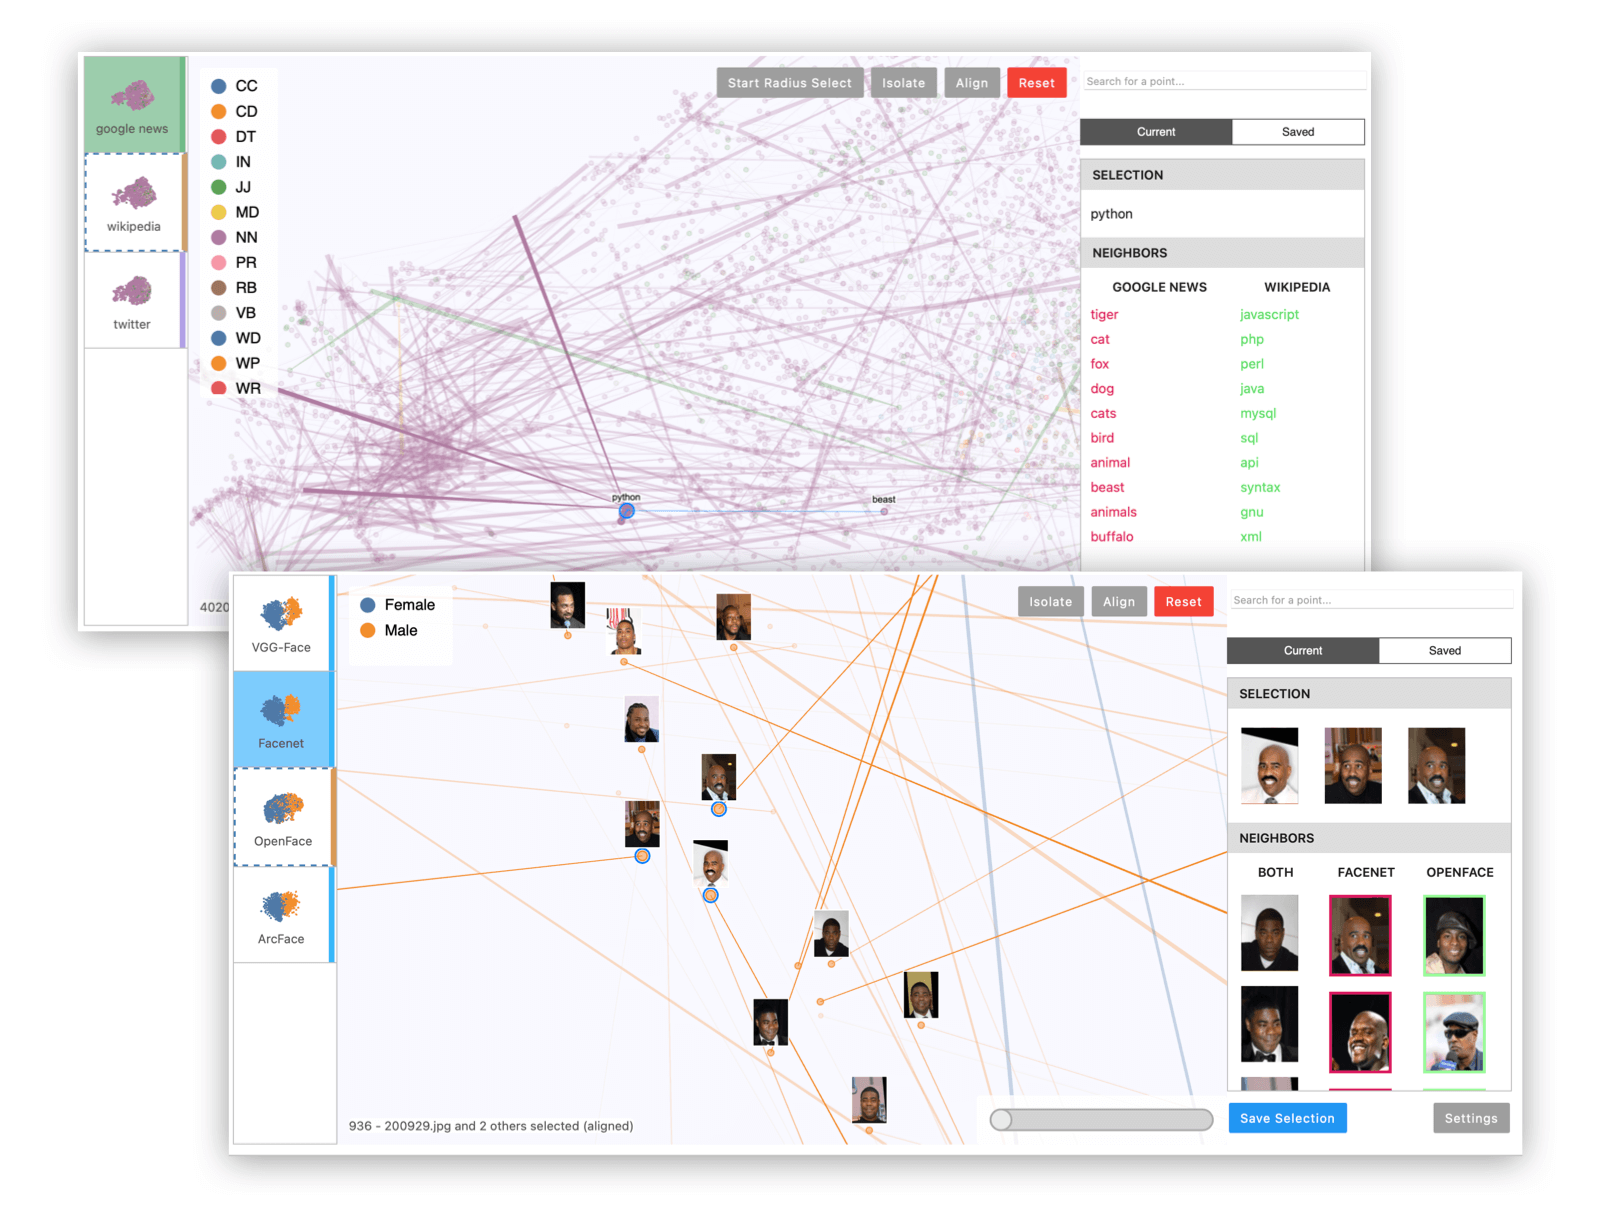 google news
wikipedia
twitter
CC
CD
DT
IN
JJ
MD
NN
PR
RB
VB
WD
WP
WR
Start Radius Select
Isolate
Align
Reset
python
beast
4020
Search for a point...
Current Saved
SELECTION
python
NEIGHBORS
GOOGLE NEWS WIKIPEDIA
tiger javascript
cat php
fox perl
dog java
cats mysql
bird sql
animal api
beast syntax
animals gnu
buffalo xml
VGG-Face
Facenet
OpenFace
ArcFace
Female
Male
Isolate
Align
Reset
936 - 200929.jpg and 2 others selected (aligned)
Search for a point...
Current Saved
SELECTION
NEIGHBORS
BOTH FACENET OPENFACE
Save Selection
Settings